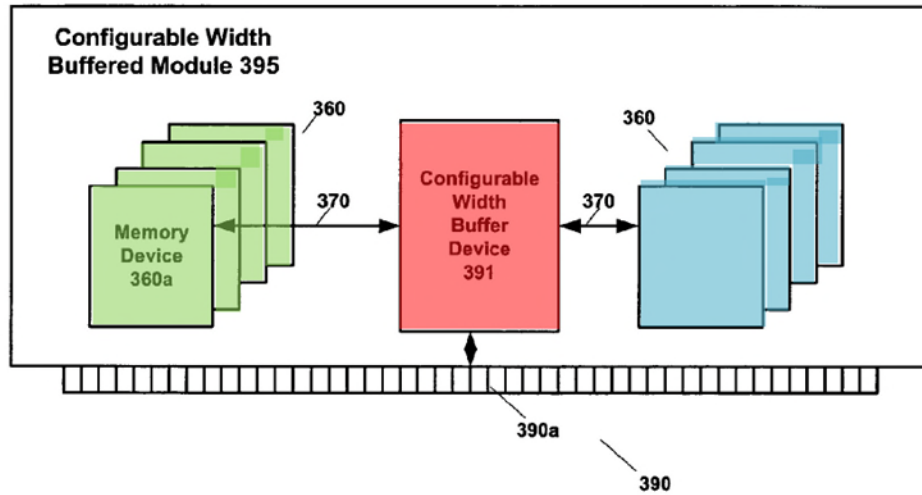 Configurable Width
Buffered Module 395
360
360
Configurable
Width
Buffer
Device
391
370
370
Memory
Device
360a
390a
390